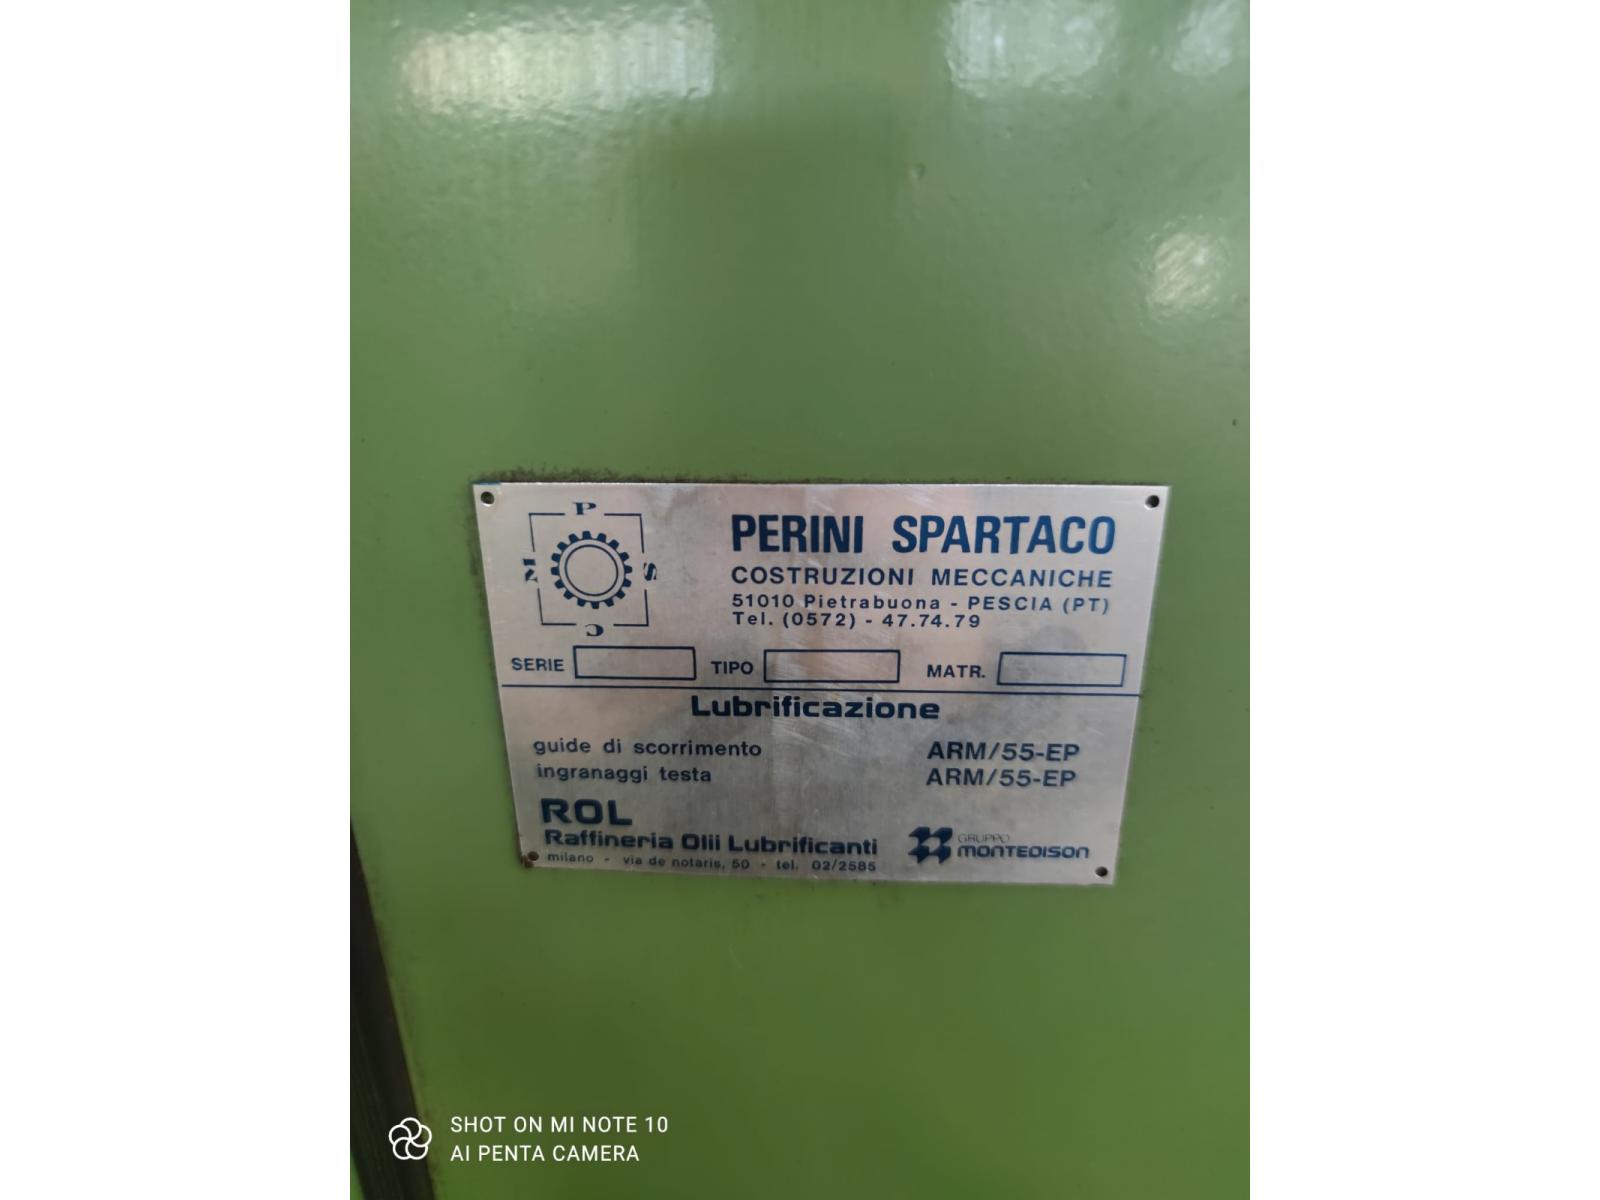 P
M
S
C
PERINI SPARTACO
COSTRUZIONI MECCANICHE
51010 Pietrabuona - PESCIA (PT)
Tel. (0572) - 47.74.79
SERIE TIPO MATR.
Lubrificazione
guide di scorrimento ARM/55-EP
ingranaggi testa ARM/55-EP
ROL
Raffineria Olii Lubrificanti
milano - via de notaris, 50 - tel. 02/2585
GRUPPO
MONTEDISON
SHOT ON MI NOTE 10
AI PENTA CAMERA